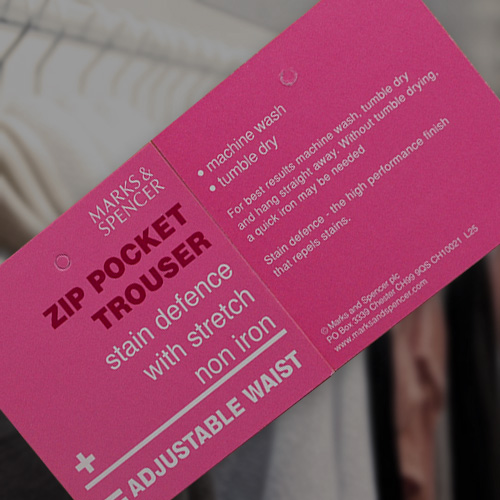 MARKS &
SPENCER
ZIP POCKET
TROUSER
stain defence
with stretch
non iron
+
ADJUSTABLE WAIST
• machine wash
• tumble dry
For best results machine wash, tumble dry
and hang straight away. Without tumble drying,
a quick iron may be needed
Stain defence - the high performance finish
that repels stains.
© Marks and Spencer plc
PO Box 3339 Chester CH99 9QS CH10021 L25
www.marksandspencer.com